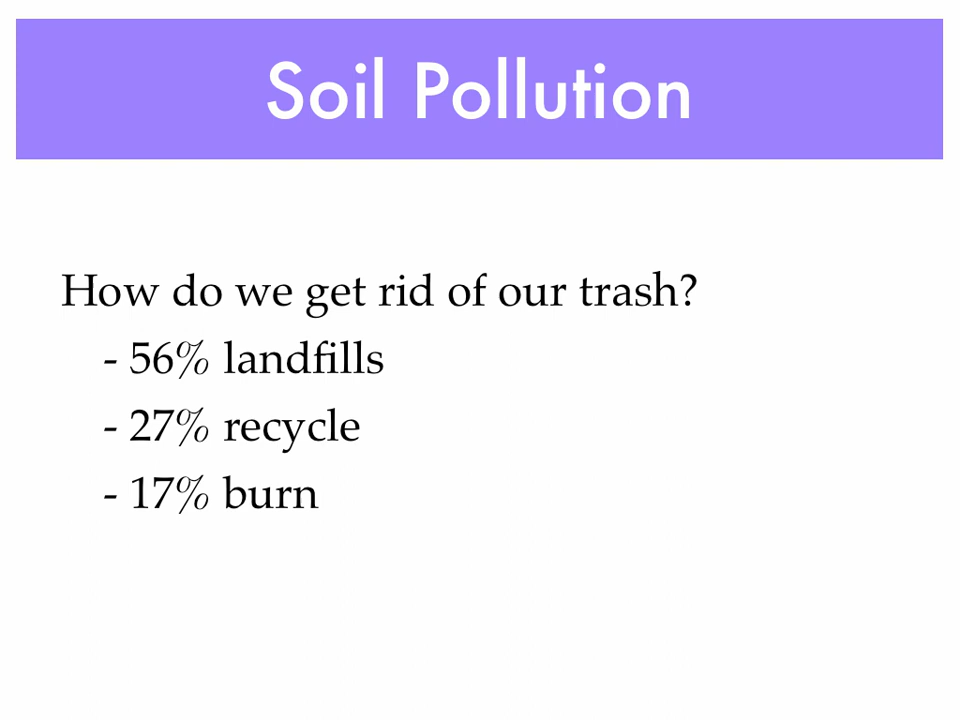 Soil Pollution
How do we get rid of our trash?
- 56% landfills
- 27% recycle
- 17% burn